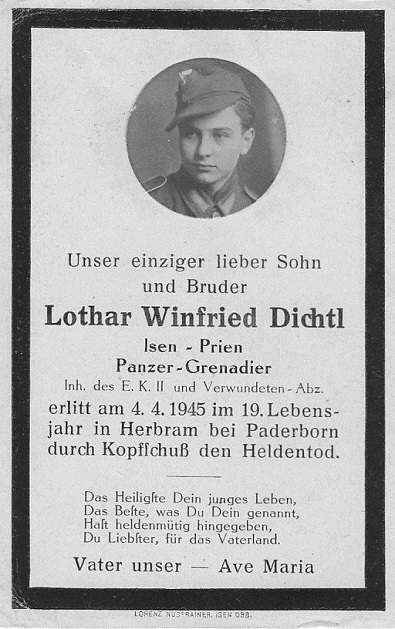 Unser einziger lieber Sohn
und Bruder
Lothar Winfried Dichtl
Isen - Prien
Panzer-Grenadier
Inh. des E. K. II und Verwundeten-Abz.
erlitt am 4. 4. 1945 im 19. Lebens-
jahr in Herbram bei Paderborn
durch Kopfſchuß den Heldentod.
Das Heiligſte Dein junges Leben,
Das Beſte, was Du Dein genannt,
Haſt heldenmütig hingegeben,
Du Liebſter, für das Vaterland.
Vater unser — Ave Maria
LORENZ NUSSRAINER, ISEN OBB.